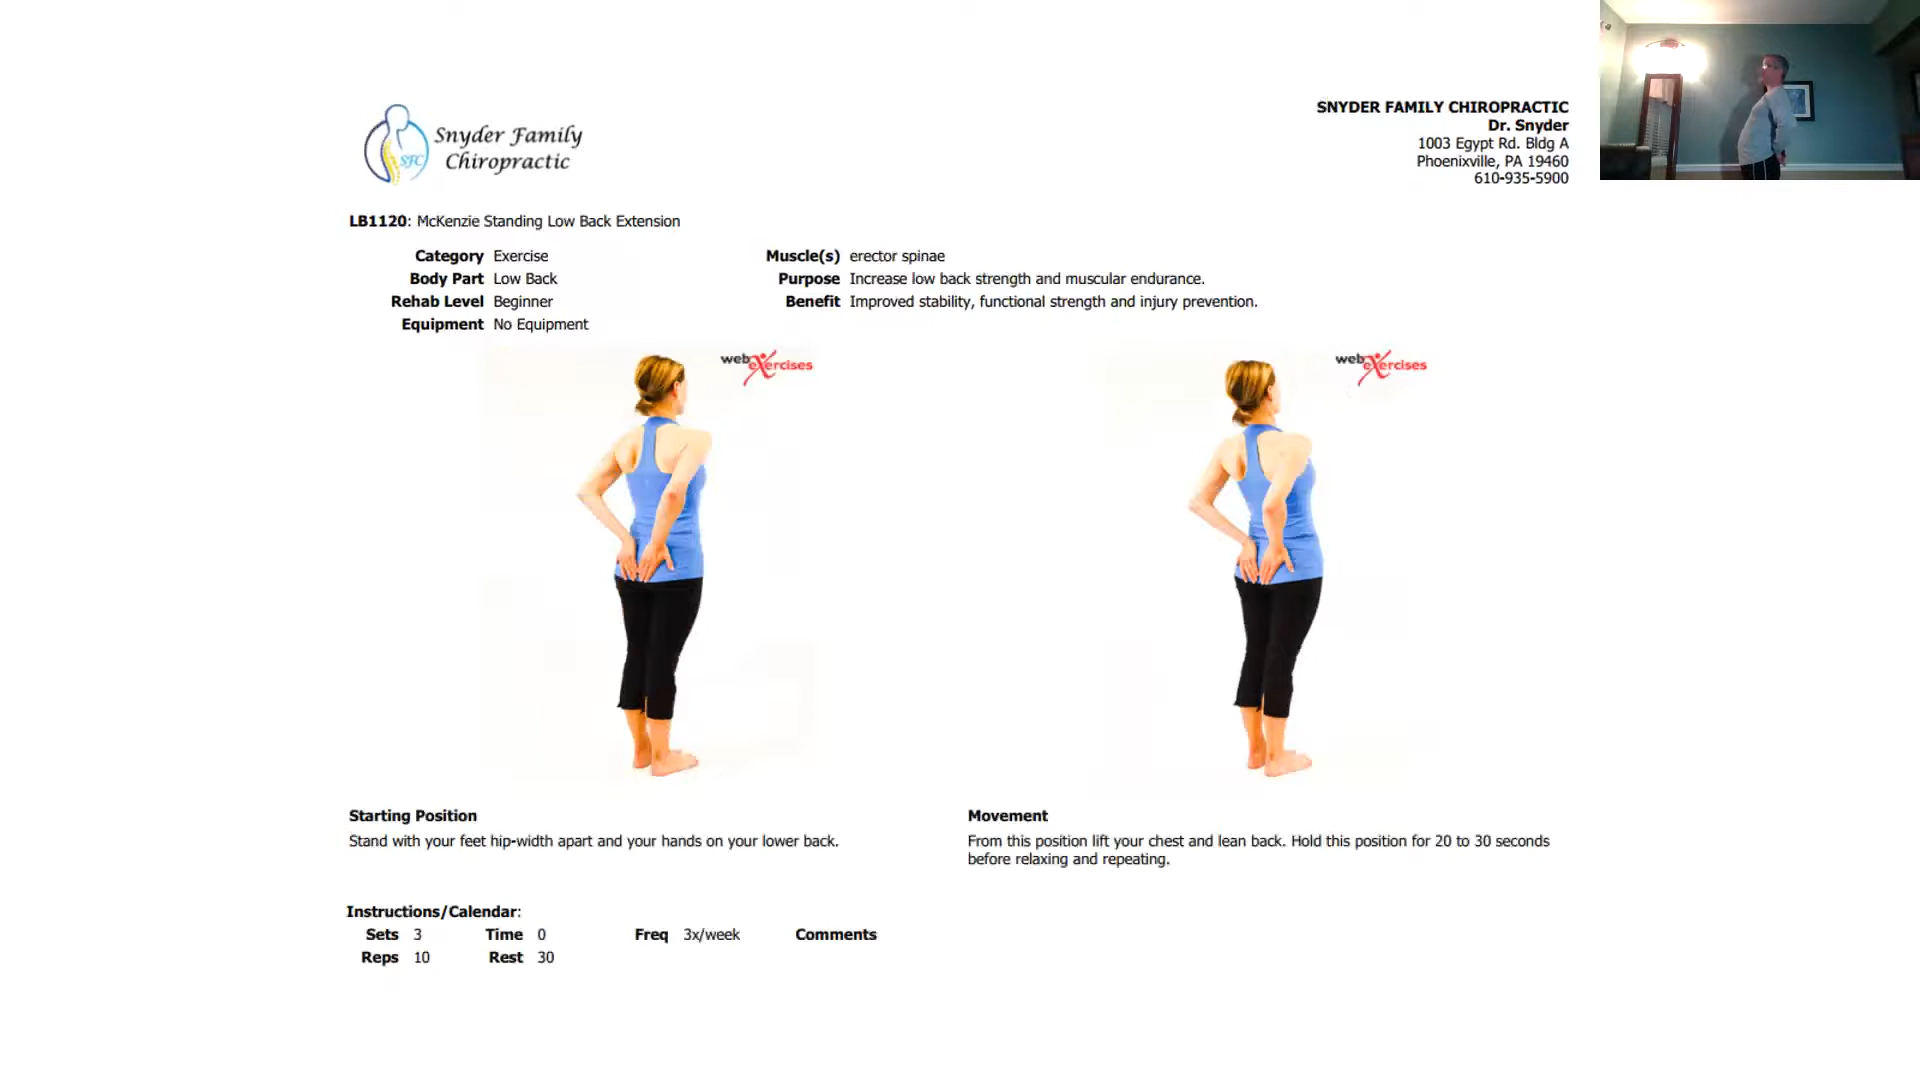 Snyder Family
Chiropractic
SFC
SNYDER FAMILY CHIROPRACTIC
Dr. Snyder
1003 Egypt Rd. Bldg A
Phoenixville, PA 19460
610-935-5900
LB1120: McKenzie Standing Low Back Extension
Category Exercise
Body Part Low Back
Rehab Level Beginner
Equipment No Equipment
Muscle(s) erector spinae
Purpose Increase low back strength and muscular endurance.
Benefit Improved stability, functional strength and injury prevention.
webExercises
webExercises
Starting Position
Stand with your feet hip-width apart and your hands on your lower back.
Movement
From this position lift your chest and lean back. Hold this position for 20 to 30 seconds
before relaxing and repeating.
Instructions/Calendar:
Sets 3 Time 0 Freq 3x/week Comments
Reps 10 Rest 30